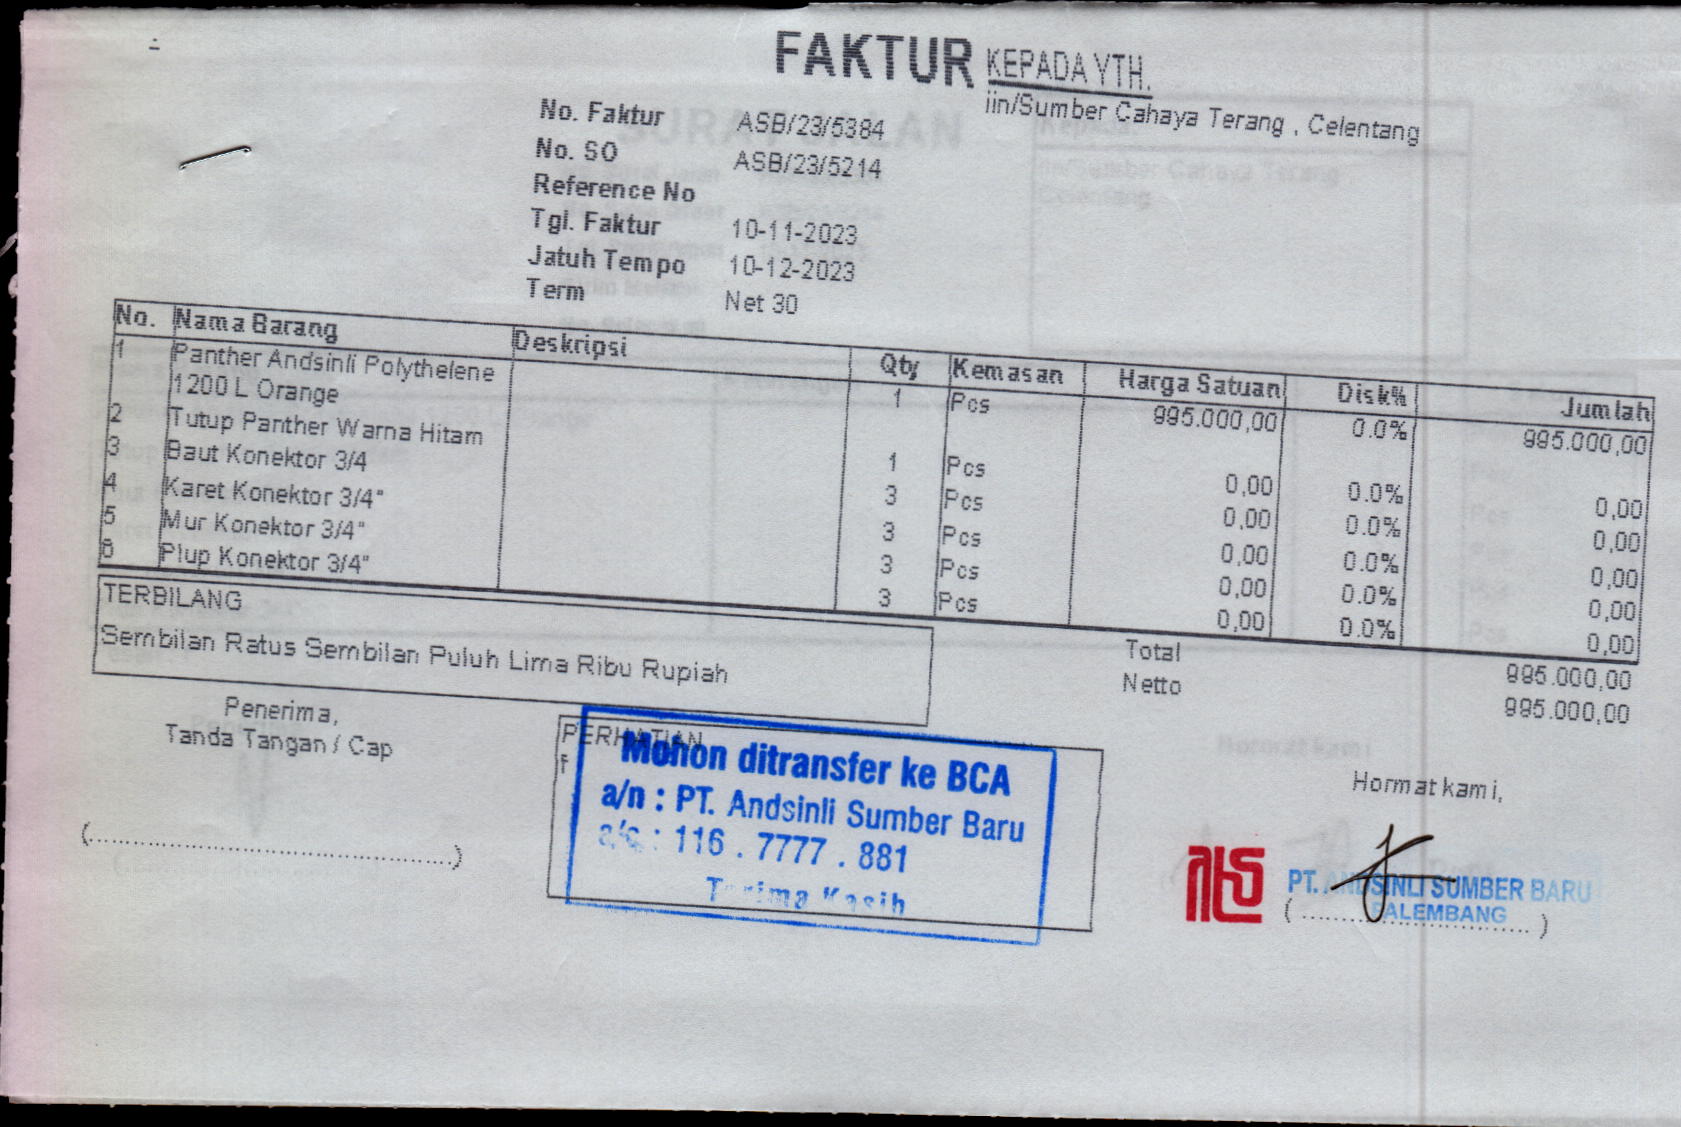 FAKTUR
KEPADA YTH.
iin/Sumber Cahaya Terang , Celentang
No. Faktur ASB/23/5384
No. SO ASB/23/5214
Reference No
Tgl. Faktur 10-11-2023
Jatuh Tempo 10-12-2023
Term Net 30
No. Nama Barang Deskripsi Qty Kemasan Harga Satuan Disk% Jumlah
1 Panther Andsinli Polythelene 1 Pcs 995.000,00 0.0% 995.000,00
1200 L Orange
2 Tutup Panther Warna Hitam 1 Pcs 0,00 0.0% 0,00
3 Baut Konektor 3/4 3 Pcs 0,00 0.0% 0,00
4 Karet Konektor 3/4" 3 Pcs 0,00 0.0% 0,00
5 Mur Konektor 3/4" 3 Pcs 0,00 0.0% 0,00
6 Plup Konektor 3/4" 3 Pcs 0,00 0.0% 0,00
TERBILANG
Sembilan Ratus Sembilan Puluh Lima Ribu Rupiah
Total 995.000,00
Netto 995.000,00
Penerima,
Tanda Tangan / Cap
(..........................................)
PERHATIAN
Mohon ditransfer ke BCA
a/n : PT. Andsinli Sumber Baru
a/c : 116 . 7777 . 881
Terima Kasih
Hormat kami,
PT. ANDSINLI SUMBER BARU
PALEMBANG
(..........................................)